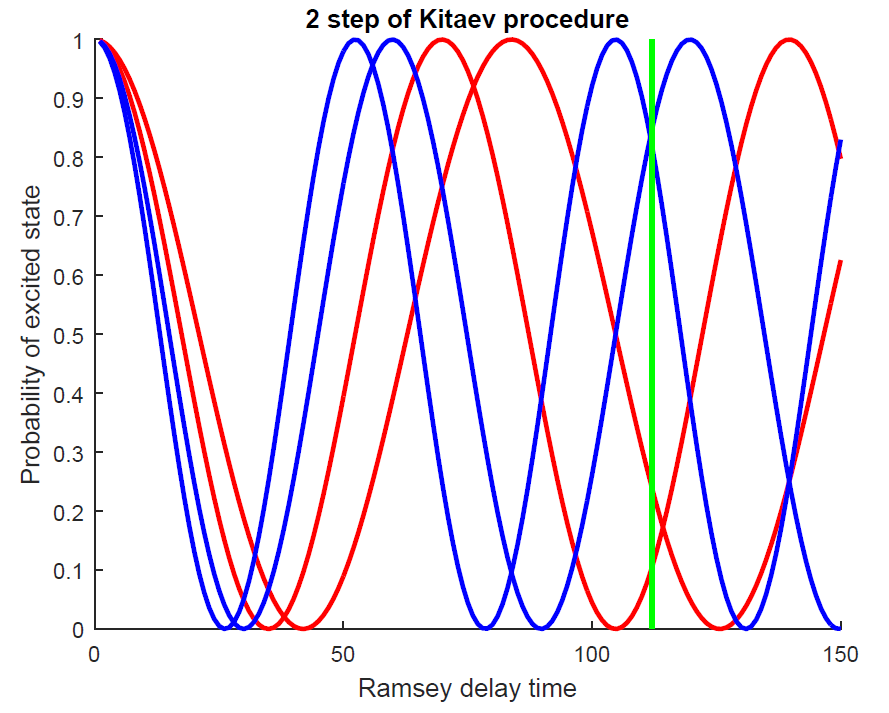 2 step of Kitaev procedure
Probability of excited state
1
0.9
0.8
0.7
0.6
0.5
0.4
0.3
0.2
0.1
0
0 50 100 150
Ramsey delay time